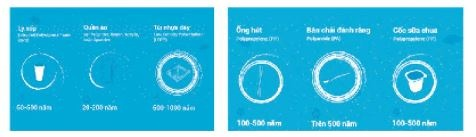 Ly xốp
50-500 năm
Quần áo
20-200 năm
Túi nhựa dày
(LDPE)
500-1000 năm
Ống hút
Polypropylene (PP)
100-500 năm
Bàn chải đánh răng
Polyamide (PA)
Trên 500 năm
Cốc sữa chua
Polypropylene (PP)
100-500 năm